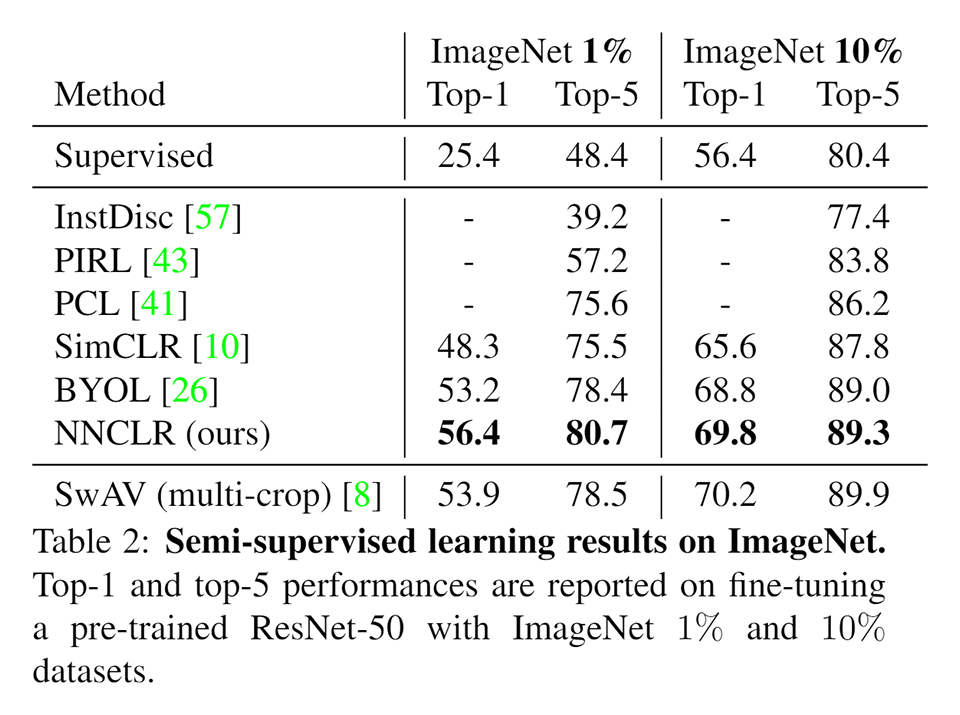 ImageNet 1% ImageNet 10%
Method Top-1 Top-5 Top-1 Top-5
Supervised 25.4 48.4 56.4 80.4
InstDisc [57] - 39.2 - 77.4
PIRL [43] - 57.2 - 83.8
PCL [41] - 75.6 - 86.2
SimCLR [10] 48.3 75.5 65.6 87.8
BYOL [26] 53.2 78.4 68.8 89.0
NNCLR (ours) 56.4 80.7 69.8 89.3
SwAV (multi-crop) [8] 53.9 78.5 70.2 89.9
Table 2: Semi-supervised learning results on ImageNet.
Top-1 and top-5 performances are reported on fine-tuning
a pre-trained ResNet-50 with ImageNet 1% and 10%
datasets.